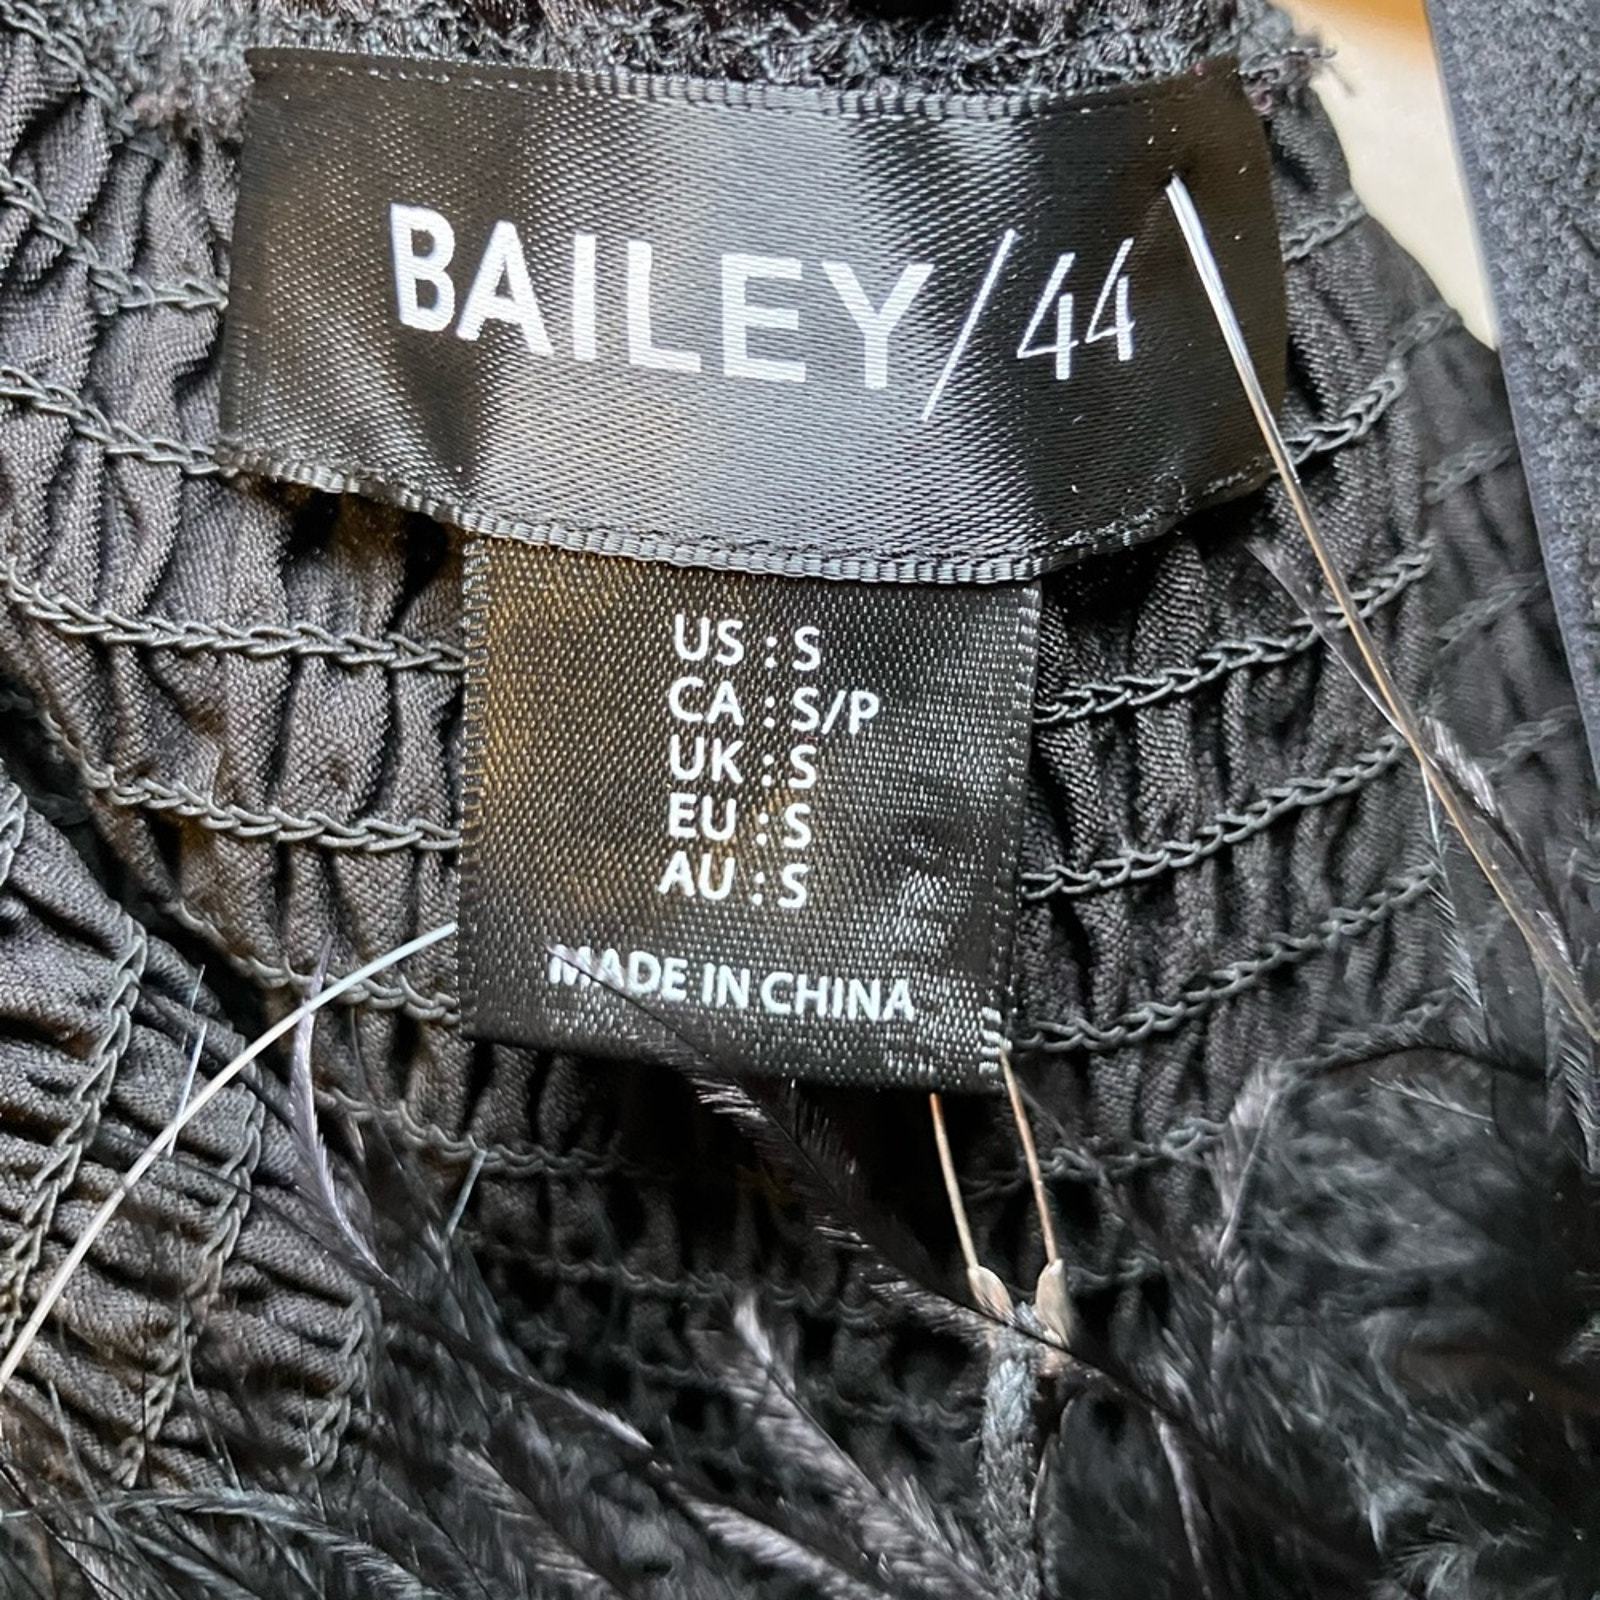 BAILEY/44
US : S
CA : S/P
UK : S
EU : S
AU : S
MADE IN CHINA